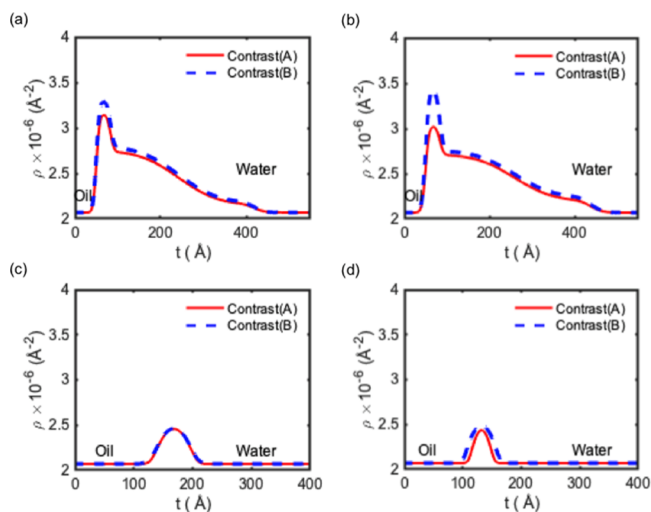 (a)
4
3.5
3
2.5
2
ρ × 10⁻⁶ (Å⁻²)
Contrast(A)
Contrast(B)
Oil
Water
0
200
400
t ( Å)
(b)
4
3.5
3
2.5
2
ρ × 10⁻⁶ (Å⁻²)
Contrast(A)
Contrast(B)
Oil
Water
0
200
400
t ( Å)
(c)
4
3.5
3
2.5
2
ρ × 10⁻⁶ (Å⁻²)
Contrast(A)
Contrast(B)
Oil
Water
0
100
200
300
400
t ( Å)
(d)
4
3.5
3
2.5
2
ρ × 10⁻⁶ (Å⁻²)
Contrast(A)
Contrast(B)
Oil
Water
0
100
200
300
400
t ( Å)